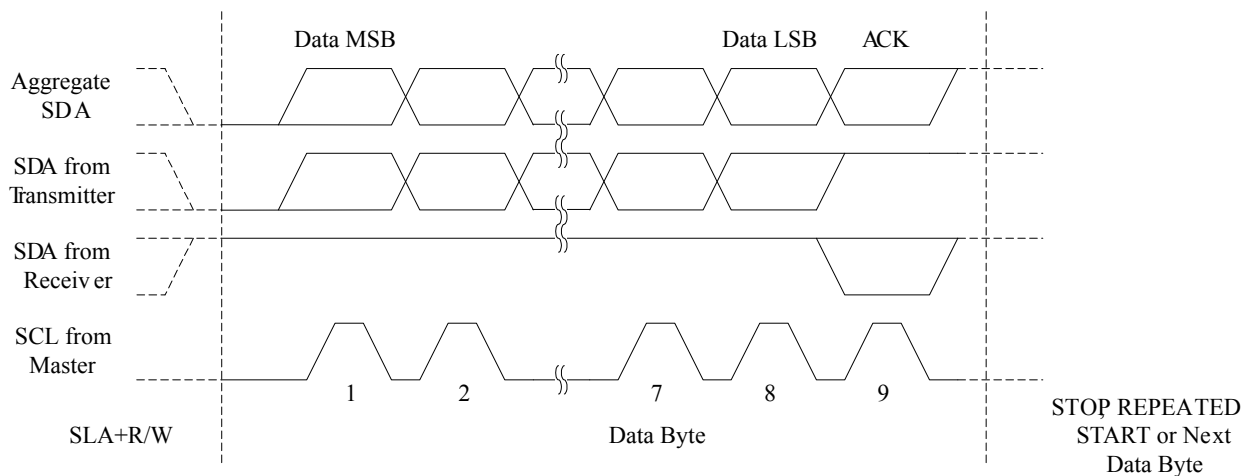 Data MSB
Data LSB
ACK
Aggregate
SDA
SDA from
Transmitter
SDA from
Receiver
SCL from
Master
1
2
7
8
9
SLA+R/W
Data Byte
STOP, REPEATED
START or Next
Data Byte